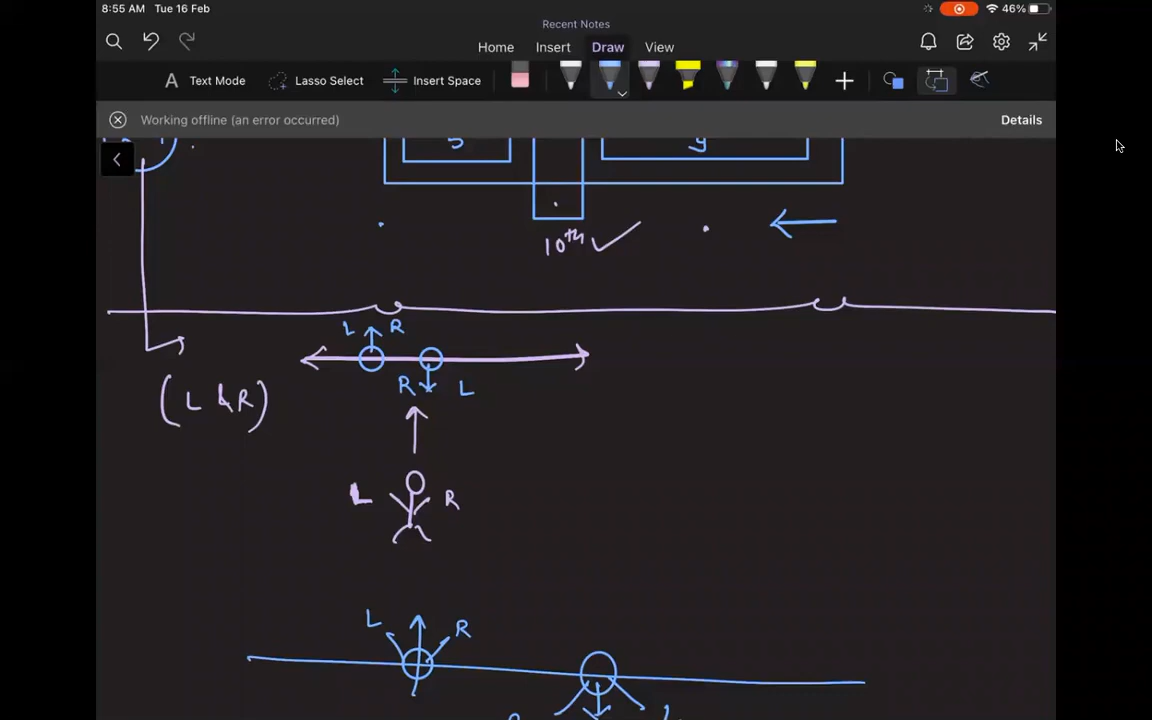 8:55 AM Tue 16 Feb
46%
Recent Notes
Home Insert Draw View
Text Mode Lasso Select Insert Space
Working offline (an error occurred) Details
5 9
10th
L R
R L
(L & R)
L R
L R